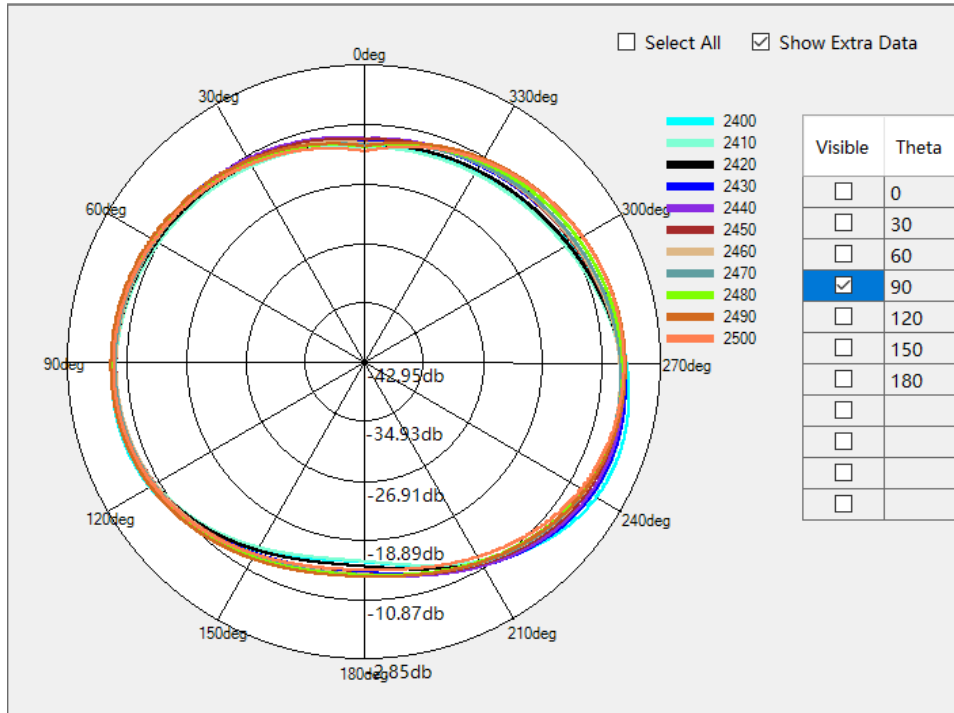 Select All
Show Extra Data
0deg
30deg
330deg
60deg
300deg
90deg
270deg
120deg
240deg
150deg
210deg
180deg
-42.95db
-34.93db
-26.91db
-18.89db
-10.87db
-2.85db
2400
2410
2420
2430
2440
2450
2460
2470
2480
2490
2500
Visible Theta
0
30
60
90
120
150
180